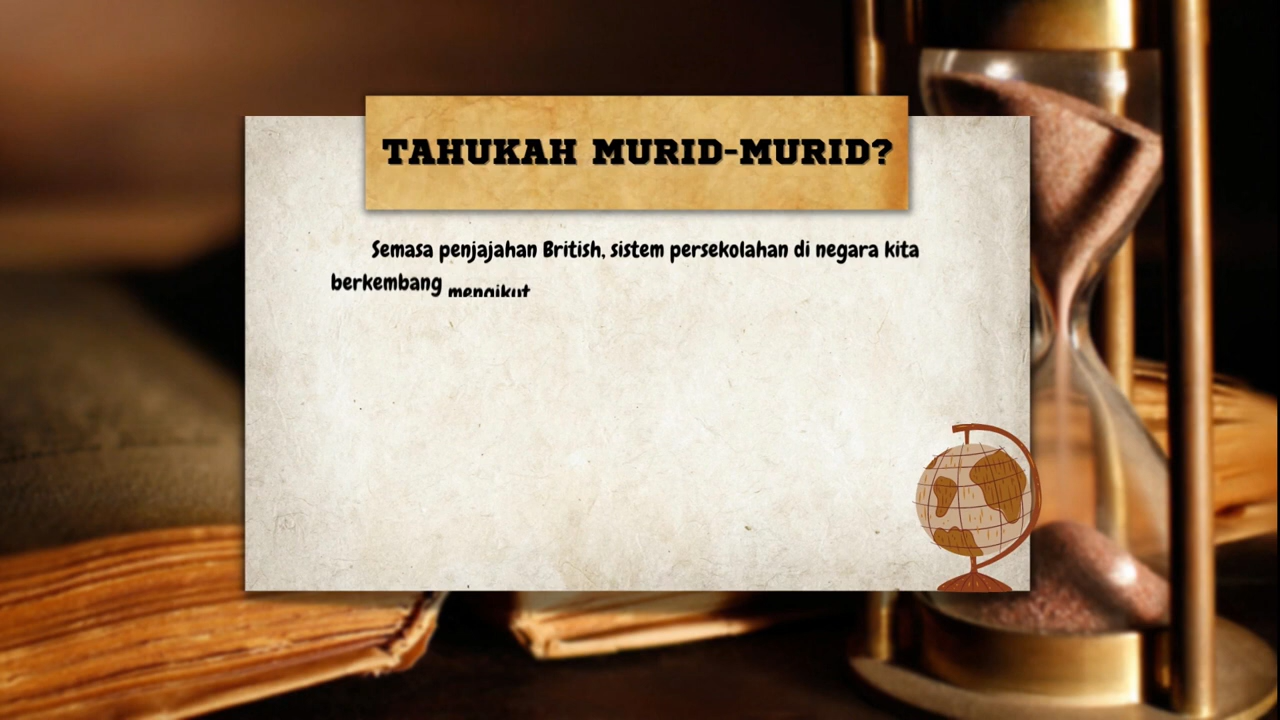 TAHUKAH MURID-MURID?
Semasa penjajahan British, sistem persekolahan di negara kita
berkembang mengikut